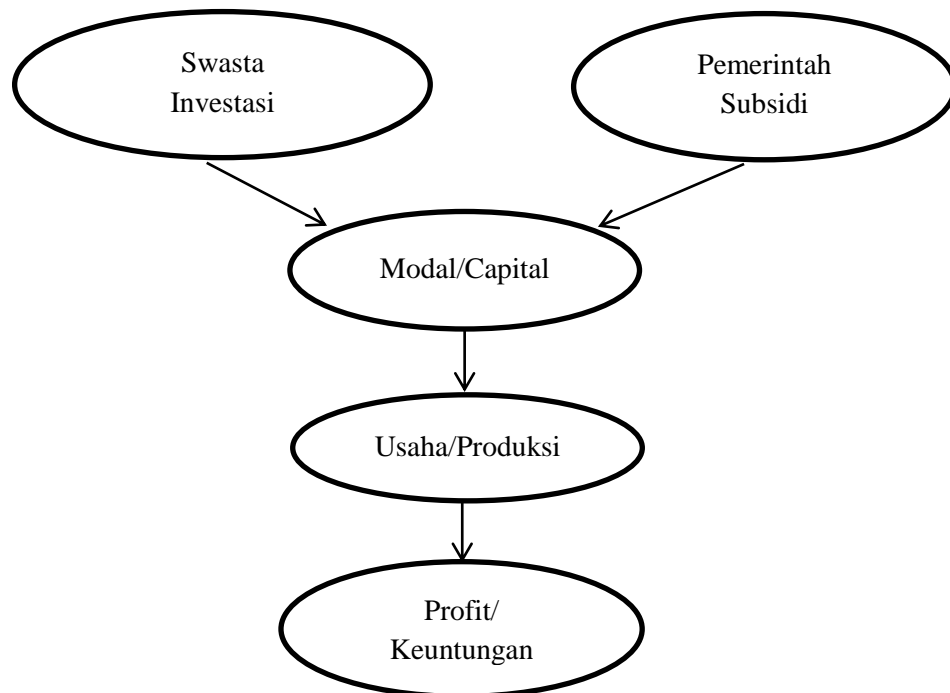 Swasta
Investasi
Pemerintah
Subsidi
Modal/Capital
Usaha/Produksi
Profit/
Keuntungan